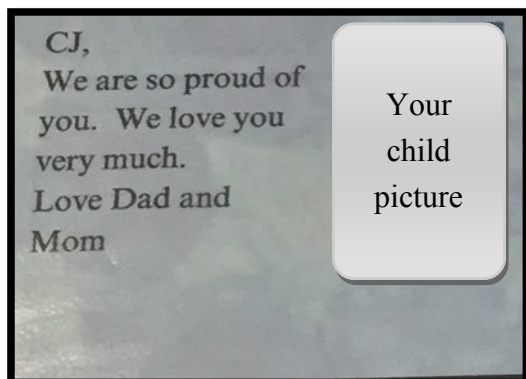 CJ,
We are so proud of
you. We love you
very much.
Love Dad and
Mom
Your
child
picture